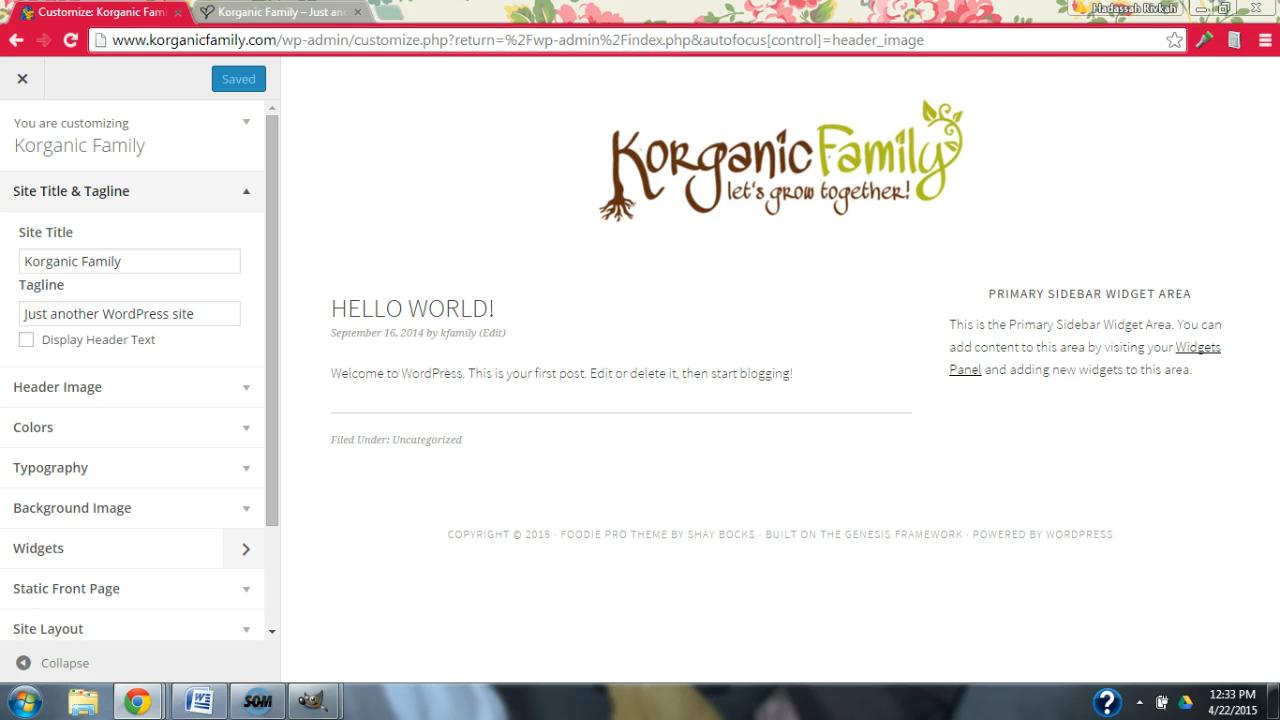 Customize: Korganic Fami
Korganic Family – Just an
Hadassah Rivkah
www.korganicfamily.com/wp-admin/customize.php?return=%2Fwp-admin%2Findex.php&autofocus[control]=header_image
Saved
You are customizing
Korganic Family
Site Title & Tagline
Site Title
Korganic Family
Tagline
Just another WordPress site
Display Header Text
Header Image
Colors
Typography
Background Image
Widgets
Static Front Page
Site Layout
Collapse
Korganic Family
let's grow together!
HELLO WORLD!
September 16, 2014 by kfamily (Edit)
Welcome to WordPress. This is your first post. Edit or delete it, then start blogging!
Filed Under: Uncategorized
PRIMARY SIDEBAR WIDGET AREA
This is the Primary Sidebar Widget Area. You can
add content to this area by visiting your Widgets
Panel and adding new widgets to this area.
COPYRIGHT © 2015 · FOODIE PRO THEME BY SHAY BOCKS · BUILT ON THE GENESIS FRAMEWORK · POWERED BY WORDPRESS
SOM
12:33 PM
4/22/2015